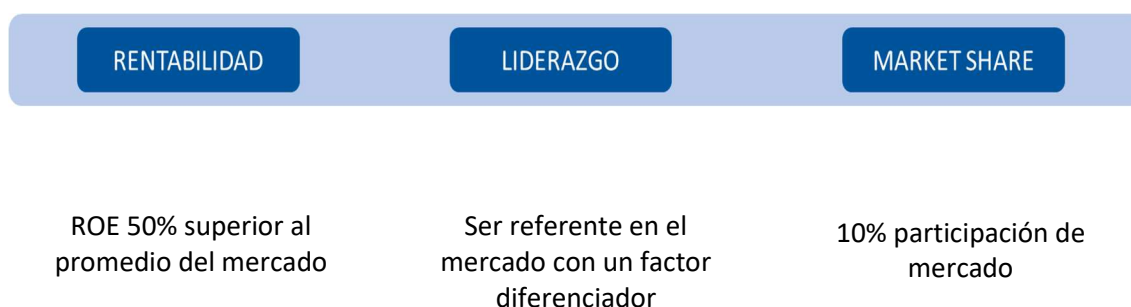 RENTABILIDAD
LIDERAZGO
MARKET SHARE
ROE 50% superior al
promedio del mercado
Ser referente en el
mercado con un factor
diferenciador
10% participación de
mercado